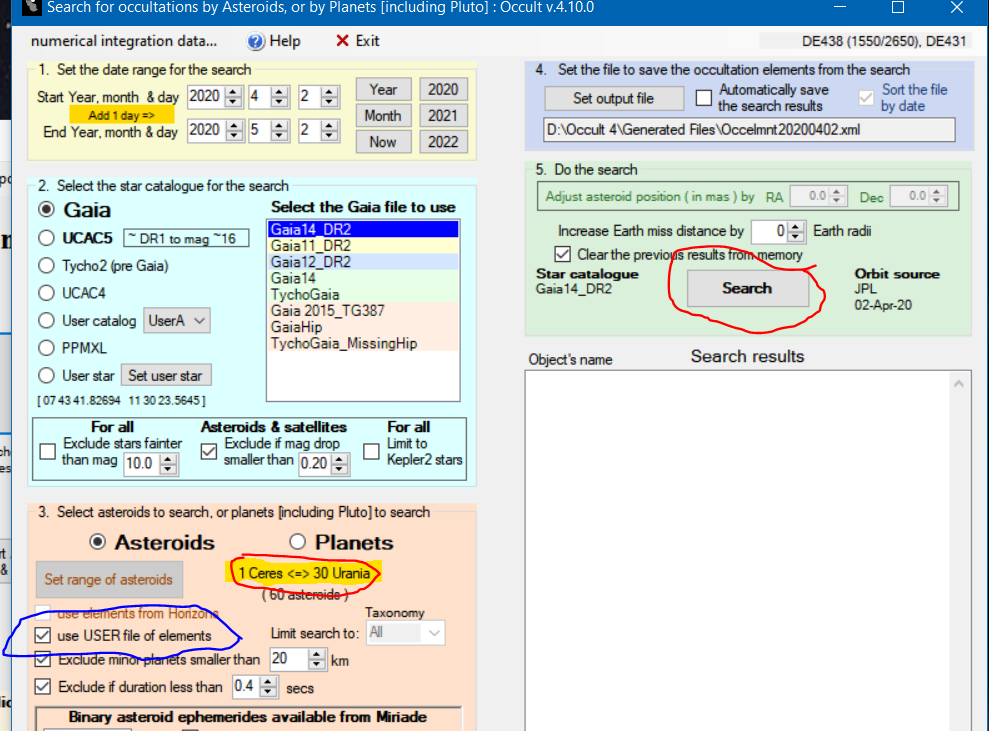 Search for occultations by Asteroids, or by Planets [including Pluto] : Occult v.4.10.0
numerical integration data... Help Exit DE438 (1550/2650), DE431
1. Set the date range for the search
Start Year, month & day 2020 4 2 Year 2020
Add 1 day => Month 2021
End Year, month & day 2020 5 2 Now 2022
2. Select the star catalogue for the search
Gaia Select the Gaia file to use
UCAC5 ~ DR1 to mag ~16
Tycho2 (pre Gaia)
UCAC4
User catalog UserA
PPMXL
User star Set user star
[ 07 43 41.82694 11 30 23.5645 ]
Gaia14_DR2
Gaia11_DR2
Gaia12_DR2
Gaia14
TychoGaia
Gaia 2015_TG387
GaiaHip
TychoGaia_MissingHip
For all Asteroids & satellites For all
Exclude stars fainter Exclude if mag drop Limit to
than mag 10.0 smaller than 0.20 Kepler2 stars
3. Select asteroids to search, or planets [including Pluto] to search
Asteroids Planets
Set range of asteroids 1 Ceres <=> 30 Urania
( 60 asteroids )
use elements from Horizons Taxonomy
use USER file of elements Limit search to: All
Exclude minor planets smaller than 20 km
Exclude if duration less than 0.4 secs
Binary asteroid ephemerides available from Miriade
4. Set the file to save the occultation elements from the search
Set output file Automatically save Sort the file
the search results by date
D:\Occult 4\Generated Files\Occelmnt20200402.xml
5. Do the search
Adjust asteroid position ( in mas ) by RA 0.0 Dec 0.0
Increase Earth miss distance by 0 Earth radii
Clear the previous results from memory
Star catalogue Search Orbit source
Gaia14_DR2 JPL
02-Apr-20
Object's name Search results